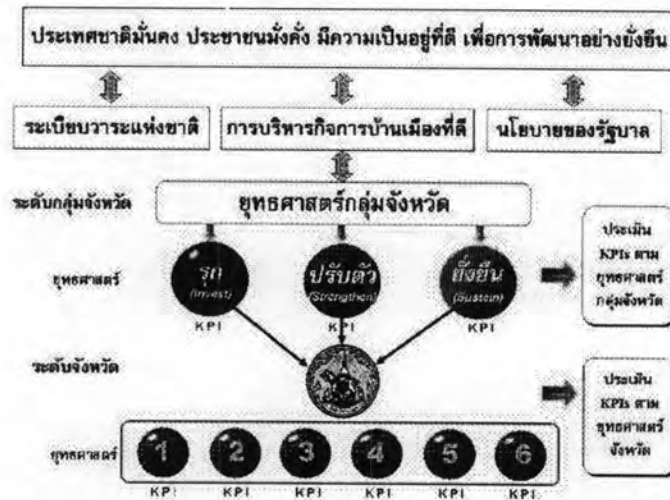 ประเทศชาติมั่นคง ประชาชนมั่งคั่ง มีความเป็นอยู่ที่ดี เพื่อการพัฒนาอย่างยั่งยืน
ระเบียบวาระแห่งชาติ
การบริหารกิจการบ้านเมืองที่ดี
นโยบายของรัฐบาล
ระดับกลุ่มจังหวัด
ยุทธศาสตร์กลุ่มจังหวัด
ยุทธศาสตร์
รุก
(Invest)
KPI
ปรับตัว
(Strengthen)
KPI
ยั่งยืน
(Sustain)
KPI
ประเมิน
KPIs ตาม
ยุทธศาสตร์
กลุ่มจังหวัด
ระดับจังหวัด
ประเมิน
KPIs ตาม
ยุทธศาสตร์
จังหวัด
ยุทธศาสตร์
1 2 3 4 5 6
KPI KPI KPI KPI KPI KPI